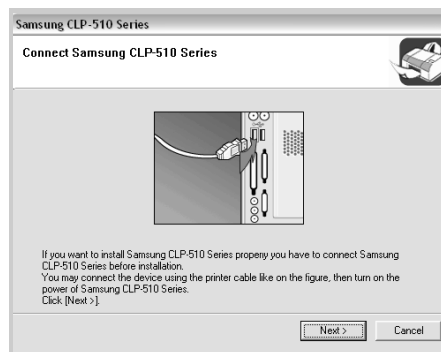 Samsung CLP-510 Series
Connect Samsung CLP-510 Series
If you want to install Samsung CLP-510 Series propeny you have to connect Samsung
CLP-510 Series before installation.
You may connect the device using the printer cable like on the figure, then turn on the
power of Samsung CLP-510 Series.
Click [Next >].
Next >
Cancel